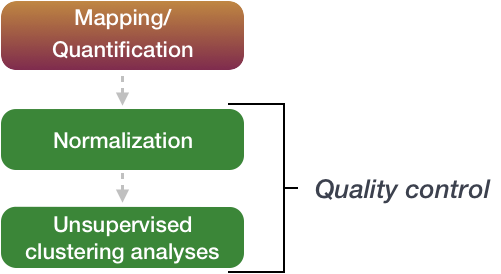 Mapping/
Quantification
Normalization
Quality control
Unsupervised
clustering analyses